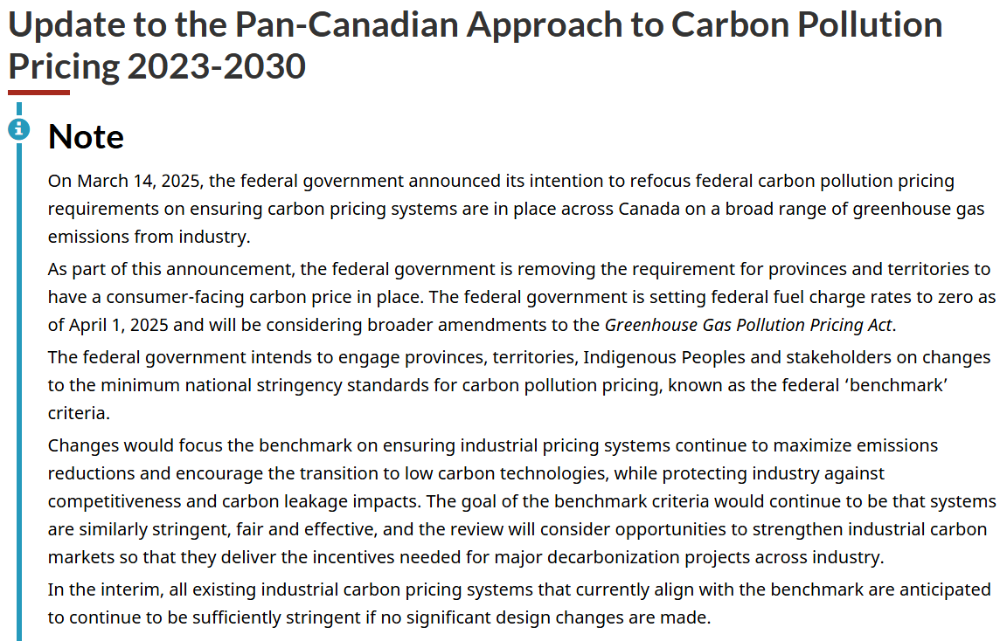 Update to the Pan-Canadian Approach to Carbon Pollution
Pricing 2023-2030
Note
On March 14, 2025, the federal government announced its intention to refocus federal carbon pollution pricing
requirements on ensuring carbon pricing systems are in place across Canada on a broad range of greenhouse gas
emissions from industry.
As part of this announcement, the federal government is removing the requirement for provinces and territories to
have a consumer-facing carbon price in place. The federal government is setting federal fuel charge rates to zero as
of April 1, 2025 and will be considering broader amendments to the Greenhouse Gas Pollution Pricing Act.
The federal government intends to engage provinces, territories, Indigenous Peoples and stakeholders on changes
to the minimum national stringency standards for carbon pollution pricing, known as the federal ‘benchmark’
criteria.
Changes would focus the benchmark on ensuring industrial pricing systems continue to maximize emissions
reductions and encourage the transition to low carbon technologies, while protecting industry against
competitiveness and carbon leakage impacts. The goal of the benchmark criteria would continue to be that systems
are similarly stringent, fair and effective, and the review will consider opportunities to strengthen industrial carbon
markets so that they deliver the incentives needed for major decarbonization projects across industry.
In the interim, all existing industrial carbon pricing systems that currently align with the benchmark are anticipated
to continue to be sufficiently stringent if no significant design changes are made.